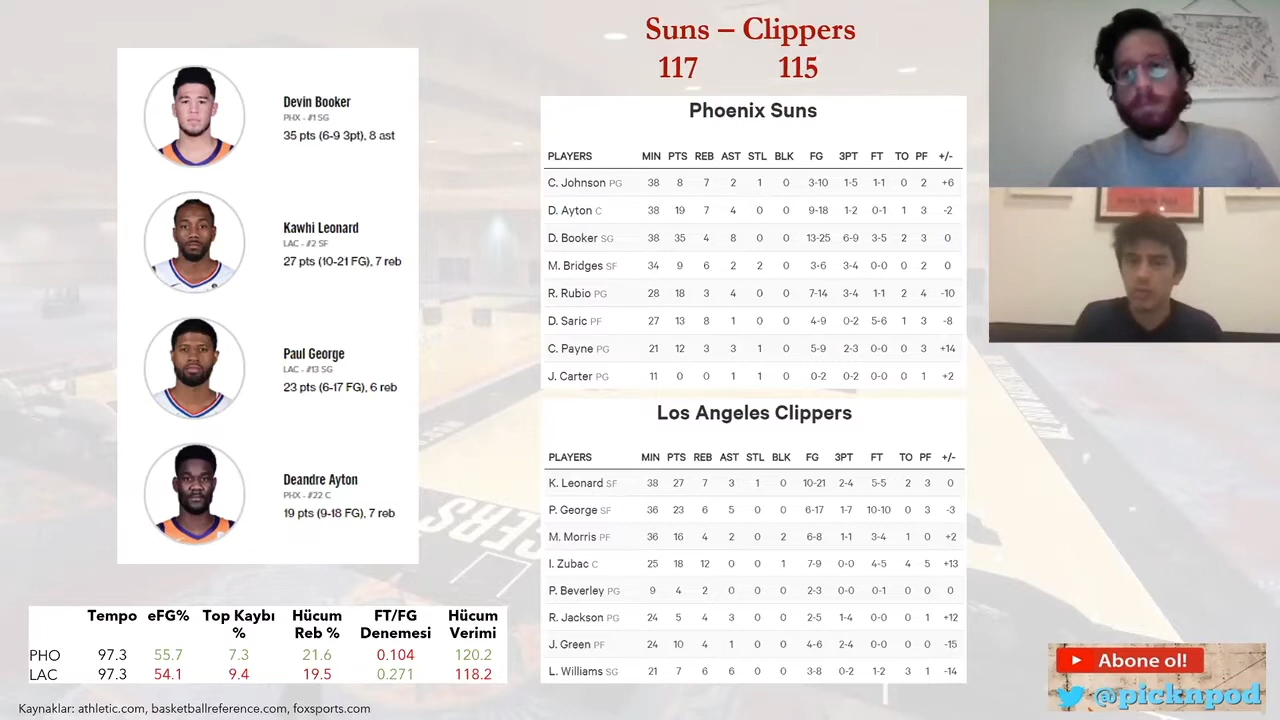 Suns – Clippers
117 115
Devin Booker
PHX - #1 SG
35 pts (6-9 3pt), 8 ast
Kawhi Leonard
LAC - #2 SF
27 pts (10-21 FG), 7 reb
Paul George
LAC - #13 SG
23 pts (6-17 FG), 6 reb
Deandre Ayton
PHX - #22 C
19 pts (9-18 FG), 7 reb
Phoenix Suns
PLAYERS MIN PTS REB AST STL BLK FG 3PT FT TO PF +/-
C. Johnson PG 38 8 7 2 1 0 3-10 1-5 1-1 0 2 +6
D. Ayton C 38 19 7 4 0 0 9-18 1-2 0-1 1 3 -2
D. Booker SG 38 35 4 8 0 0 13-25 6-9 3-5 2 3 0
M. Bridges SF 34 9 6 2 2 0 3-6 3-4 0-0 0 2 0
R. Rubio PG 28 18 3 4 0 0 7-14 3-4 1-1 2 4 -10
D. Saric PF 27 13 8 1 0 0 4-9 0-2 5-6 1 3 -8
C. Payne PG 21 12 3 3 1 0 5-9 2-3 0-0 0 3 +14
J. Carter PG 11 0 0 1 1 0 0-2 0-2 0-0 0 1 +2
Los Angeles Clippers
PLAYERS MIN PTS REB AST STL BLK FG 3PT FT TO PF +/-
K. Leonard SF 38 27 7 3 1 0 10-21 2-4 5-5 2 3 0
P. George SF 36 23 6 5 0 0 6-17 1-7 10-10 0 3 -3
M. Morris PF 36 16 4 2 0 2 6-8 1-1 3-4 1 0 +2
I. Zubac C 25 18 12 0 0 1 7-9 0-0 4-5 4 5 +13
P. Beverley PG 9 4 2 0 0 0 2-3 0-0 0-1 0 0 0
R. Jackson PG 24 5 4 3 0 0 2-5 1-4 0-0 0 1 +12
J. Green PF 24 10 4 1 0 0 4-6 2-4 0-0 0 4 -15
L. Williams SG 21 7 6 6 0 0 3-8 0-2 1-2 3 1 -14
Tempo eFG% Top Kaybı Hücum FT/FG Hücum
% Reb % Denemesi Verimi
PHO 97.3 55.7 7.3 21.6 0.104 120.2
LAC 97.3 54.1 9.4 19.5 0.271 118.2
Kaynaklar: athletic.com, basketballreference.com, foxsports.com
Abone ol!
@picknpod